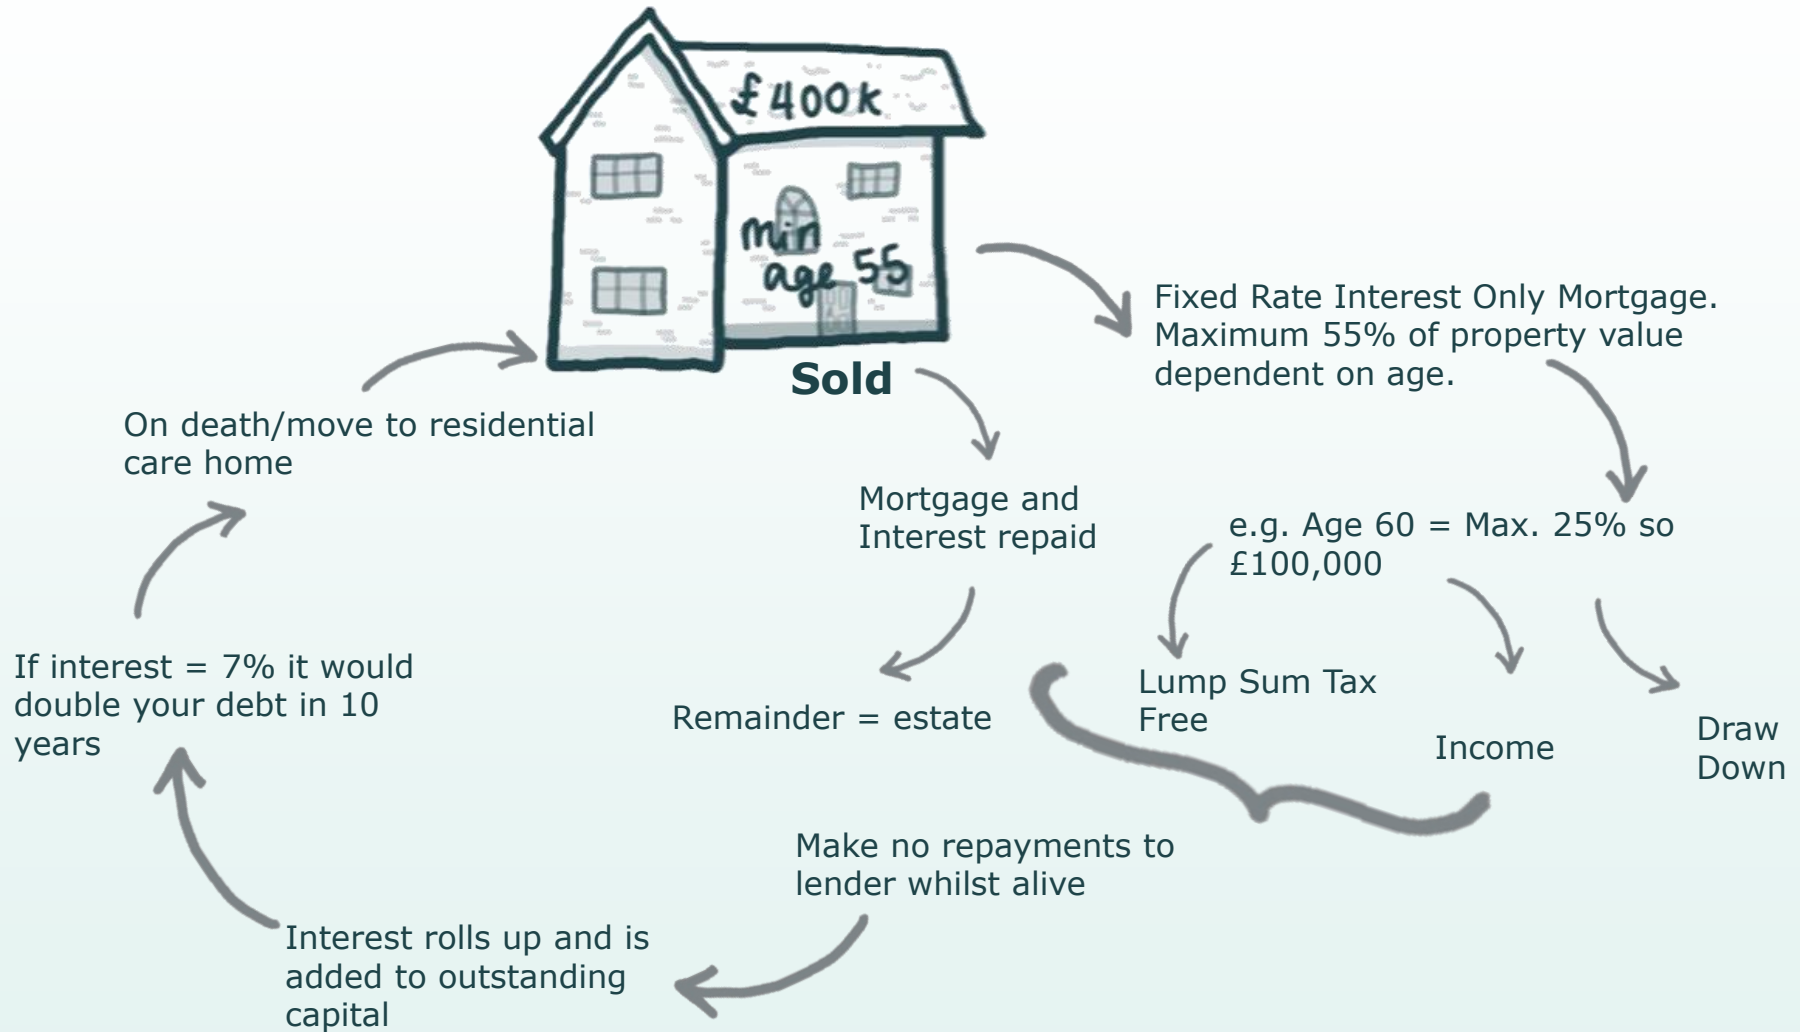 £400k
min
age 55
Sold
Fixed Rate Interest Only Mortgage.
Maximum 55% of property value
dependent on age.
e.g. Age 60 = Max. 25% so
£100,000
Lump Sum Tax
Free
Income
Draw
Down
Make no repayments to
lender whilst alive
Interest rolls up and is
added to outstanding
capital
If interest = 7% it would
double your debt in 10
years
On death/move to residential
care home
Mortgage and
Interest repaid
Remainder = estate